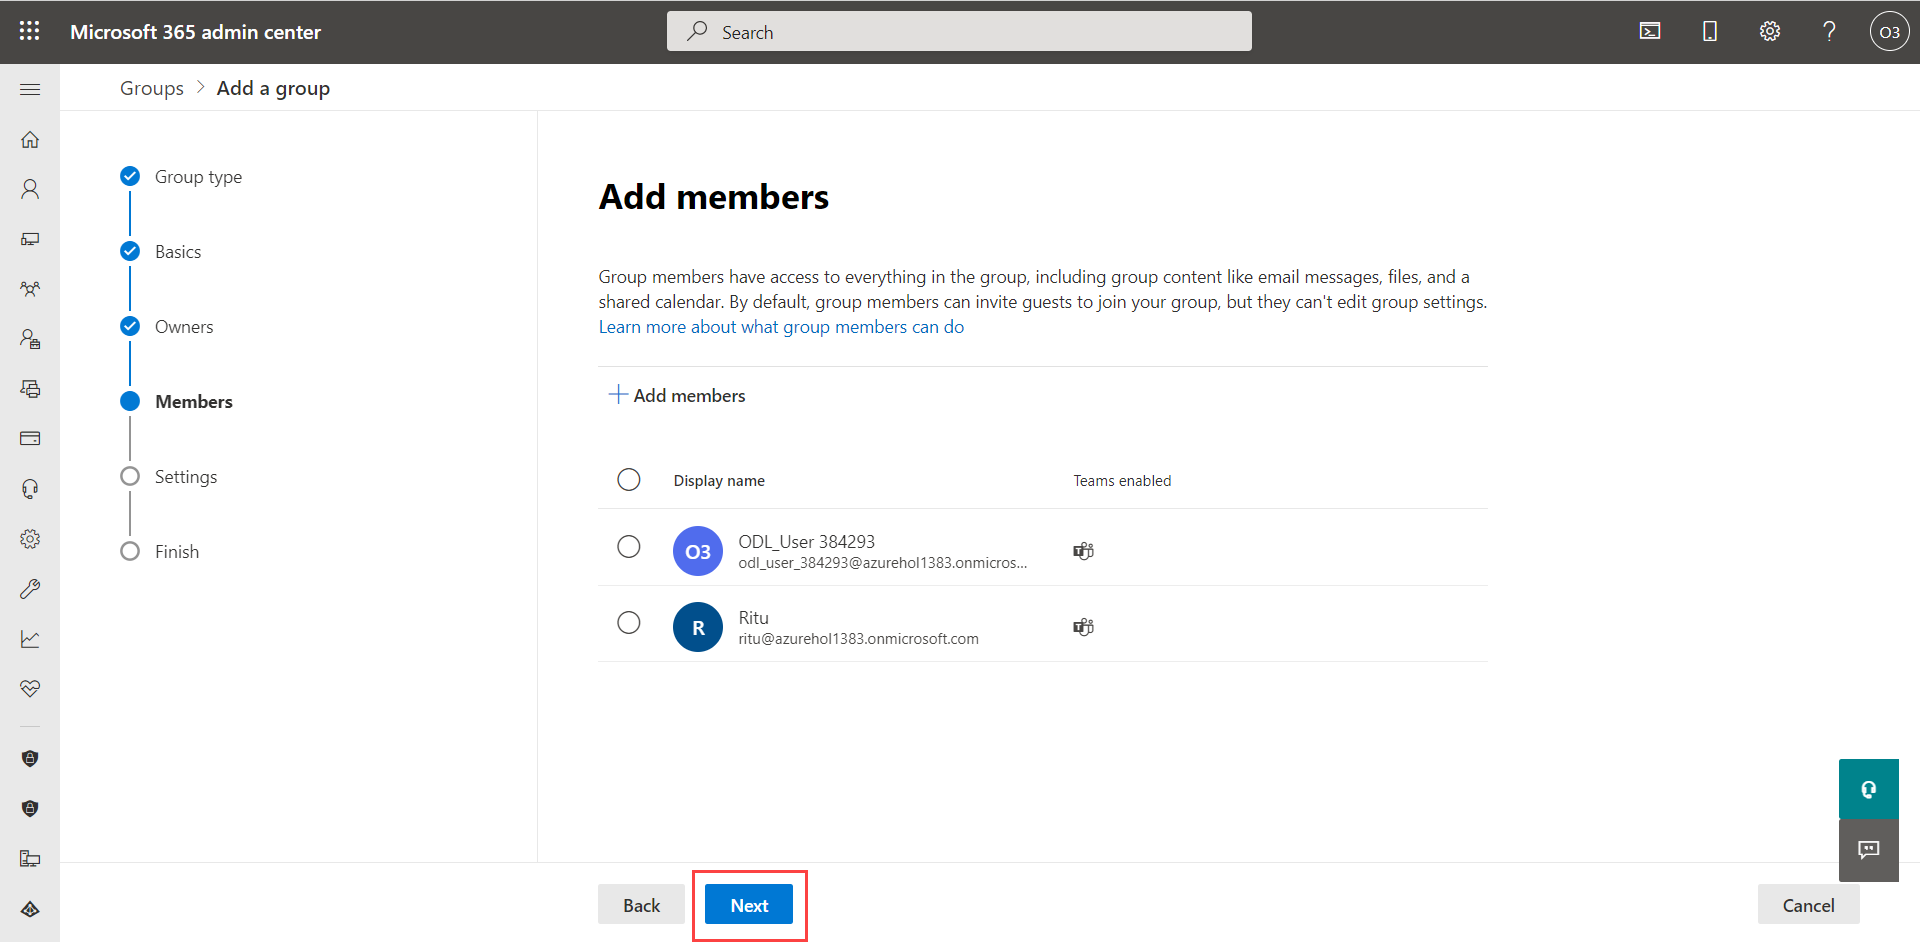 Microsoft 365 admin center
Search
O3
Groups > Add a group
Group type
Basics
Owners
Members
Settings
Finish
Add members
Group members have access to everything in the group, including group content like email messages, files, and a
shared calendar. By default, group members can invite guests to join your group, but they can't edit group settings.
Learn more about what group members can do
Add members
Display name Teams enabled
O3
ODL_User 384293
odl_user_384293@azurehol1383.onmicros...
R
Ritu
ritu@azurehol1383.onmicrosoft.com
Back Next Cancel